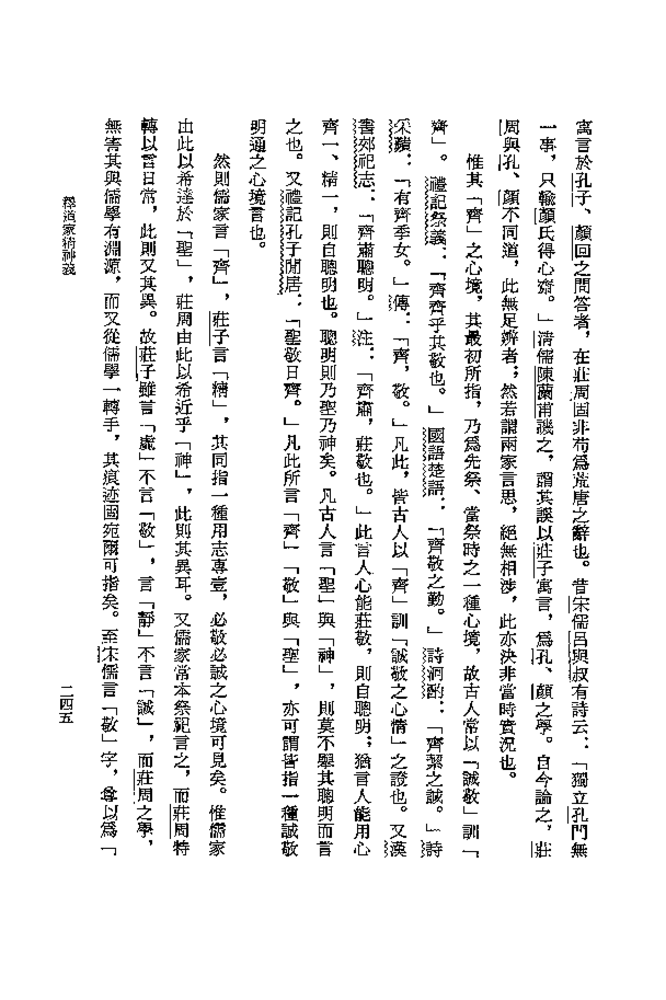 寓言於孔子、顏回之問答者，在莊周固非苟爲荒唐之辭也。昔宋儒呂與叔有詩云：「獨立孔門無
一事，只輸顏氏得心齋。」清儒陳蘭甫譏之，謂其誤以莊子寓言，爲孔、顏之學。自今論之，莊
周與孔、顏不同道，此無足辨者；然若謂兩家言思，絕無相涉，此亦決非當時實況也。
惟其「齊」之心境，其最初所指，乃爲先祭、當祭時之一種心境，故古人常以「誠敬」訓「
齊」。禮記祭義：「齊齊乎其敬也。」國語楚語：「齊敬之勤。」詩泂酌：「齊絜之誠。」詩
采蘋：「有齊季女。」傳：「齊，敬。」凡此，皆古人以「齊」訓「誠敬之心情」之證也。又漢
書郊祀志：「齊肅聰明。」注：「齊肅，莊敬也。」此言人心能莊敬，則自聰明；猶言人能用心
齊一、精一，則自聰明也。聰明則乃聖乃神矣。凡古人言「聖」與「神」，則莫不舉其聰明而言
之也。又禮記孔子閒居：「聖敬日齊。」凡此所言「齊」「敬」與「聖」，亦可謂皆指一種誠敬
明通之心境言也。
然則儒家言「齊」，莊子言「精」，其同指一種用志專壹，必敬必誠之心境可見矣。惟儒家
由此以希達於「聖」，莊周由此以希近乎「神」，此則其異耳。又儒家常本祭祀言之，而莊周特
轉以言日常，此則又其異。故莊子雖言「虛」不言「敬」，言「靜」不言「誠」，而莊周之學，
無害其與儒學有淵源，而又從儒學一轉手，其痕迹固宛爾可指矣。至宋儒言「敬」字，奪以爲「
釋道家精神義
二四五